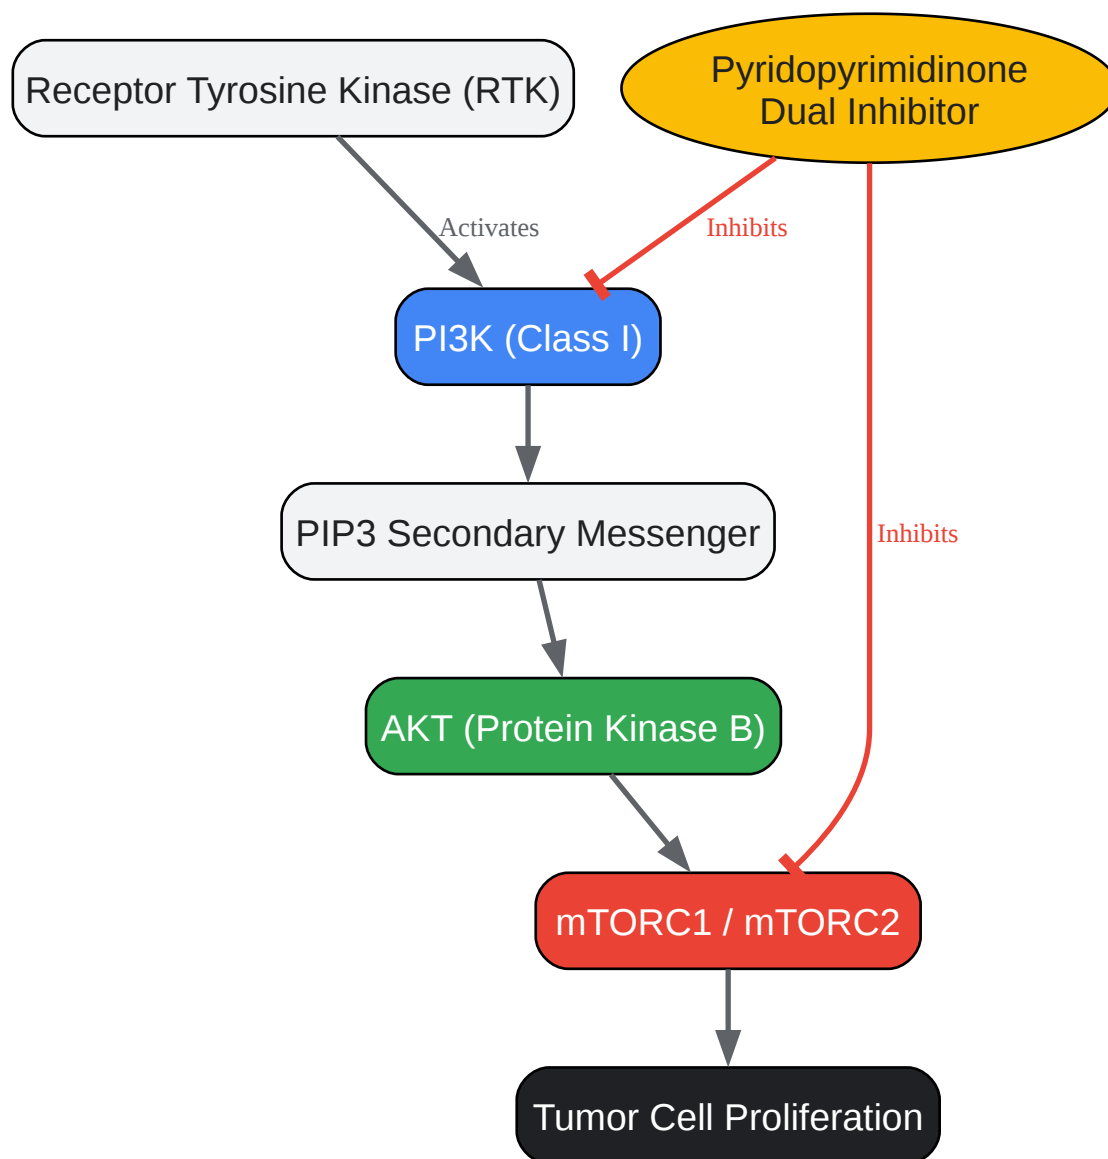 Receptor Tyrosine Kinase (RTK)
Pyridopyrimidinone
Dual Inhibitor
Activates
Inhibits
PI3K (Class I)
PIP3 Secondary Messenger
Inhibits
AKT (Protein Kinase B)
mTORC1 / mTORC2
Tumor Cell Proliferation